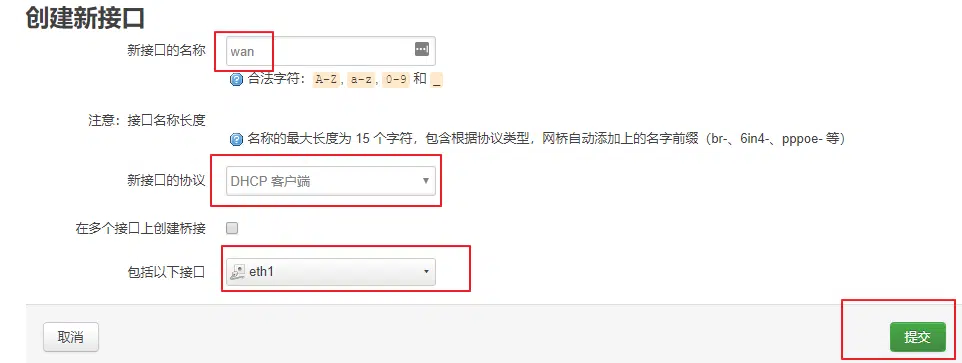 创建新接口
新接口的名称 wan
合法字符： A-Z, a-z, 0-9 和 _
注意：接口名称长度
名称的最大长度为 15 个字符，包含根据协议类型，网桥自动添加上的名字前缀（br-、6in4-、pppoe- 等）
新接口的协议 DHCP 客户端
在多个接口上创建桥接
包括以下接口 eth1
取消 提交